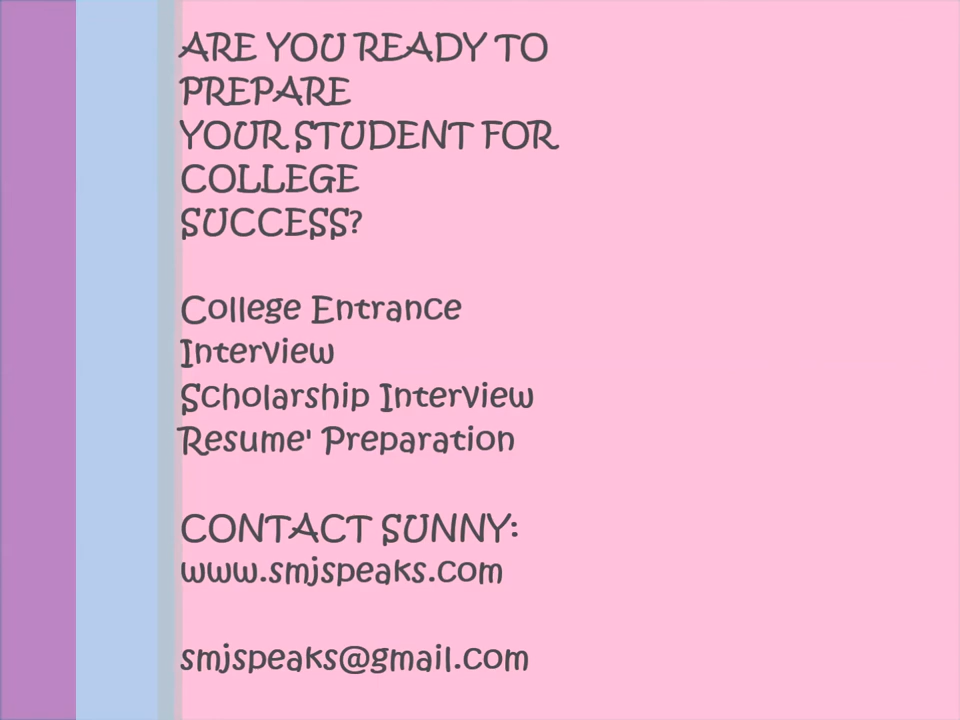 ARE YOU READY TO
PREPARE
YOUR STUDENT FOR
COLLEGE
SUCCESS?
College Entrance
Interview
Scholarship Interview
Resume' Preparation
CONTACT SUNNY:
www.smjspeaks.com
smjspeaks@gmail.com